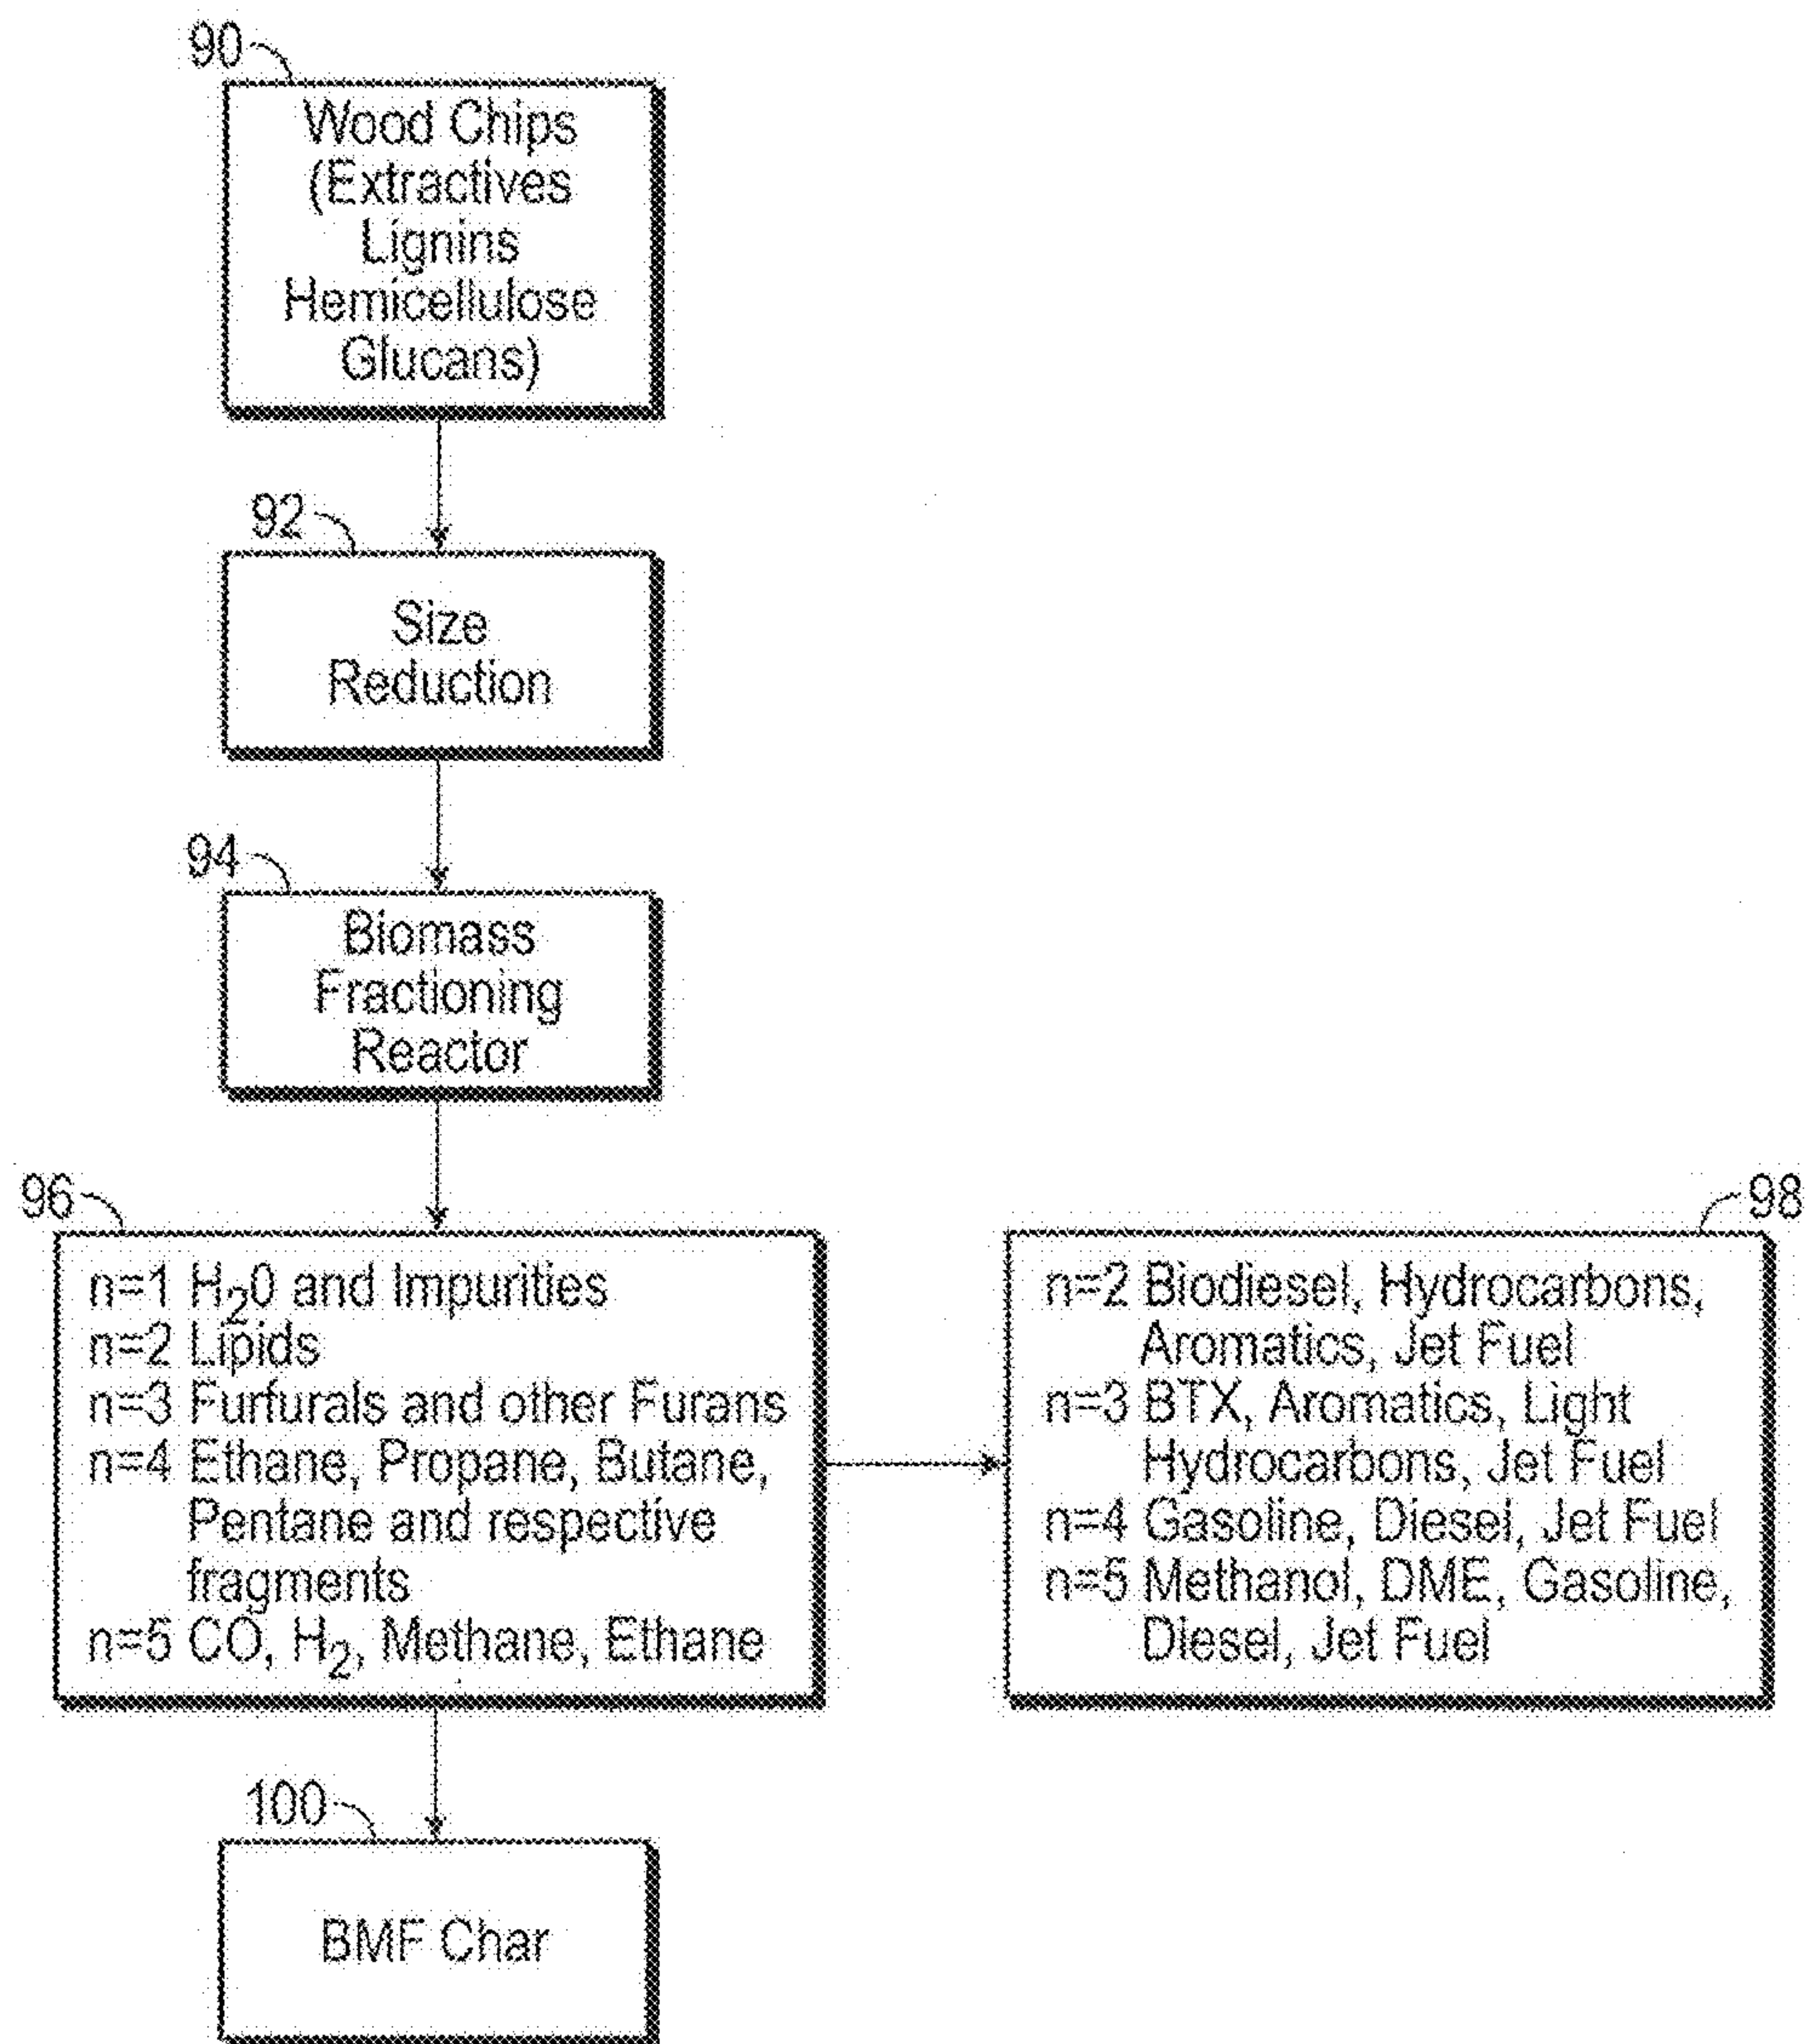 90
Wood Chips
(Extractives
Lignins
Hemicellulose
Glucans)
92
Size
Reduction
94
Biomass
Fractioning
Reactor
96
n=1 H₂0 and Impurities
n=2 Lipids
n=3 Furfurals and other Furans
n=4 Ethane, Propane, Butane,
Pentane and respective
fragments
n=5 CO, H₂, Methane, Ethane
98
n=2 Biodiesel, Hydrocarbons,
Aromatics, Jet Fuel
n=3 BTX, Aromatics, Light
Hydrocarbons, Jet Fuel
n=4 Gasoline, Diesel, Jet Fuel
n=5 Methanol, DME, Gasoline,
Diesel, Jet Fuel
100
BMF Char